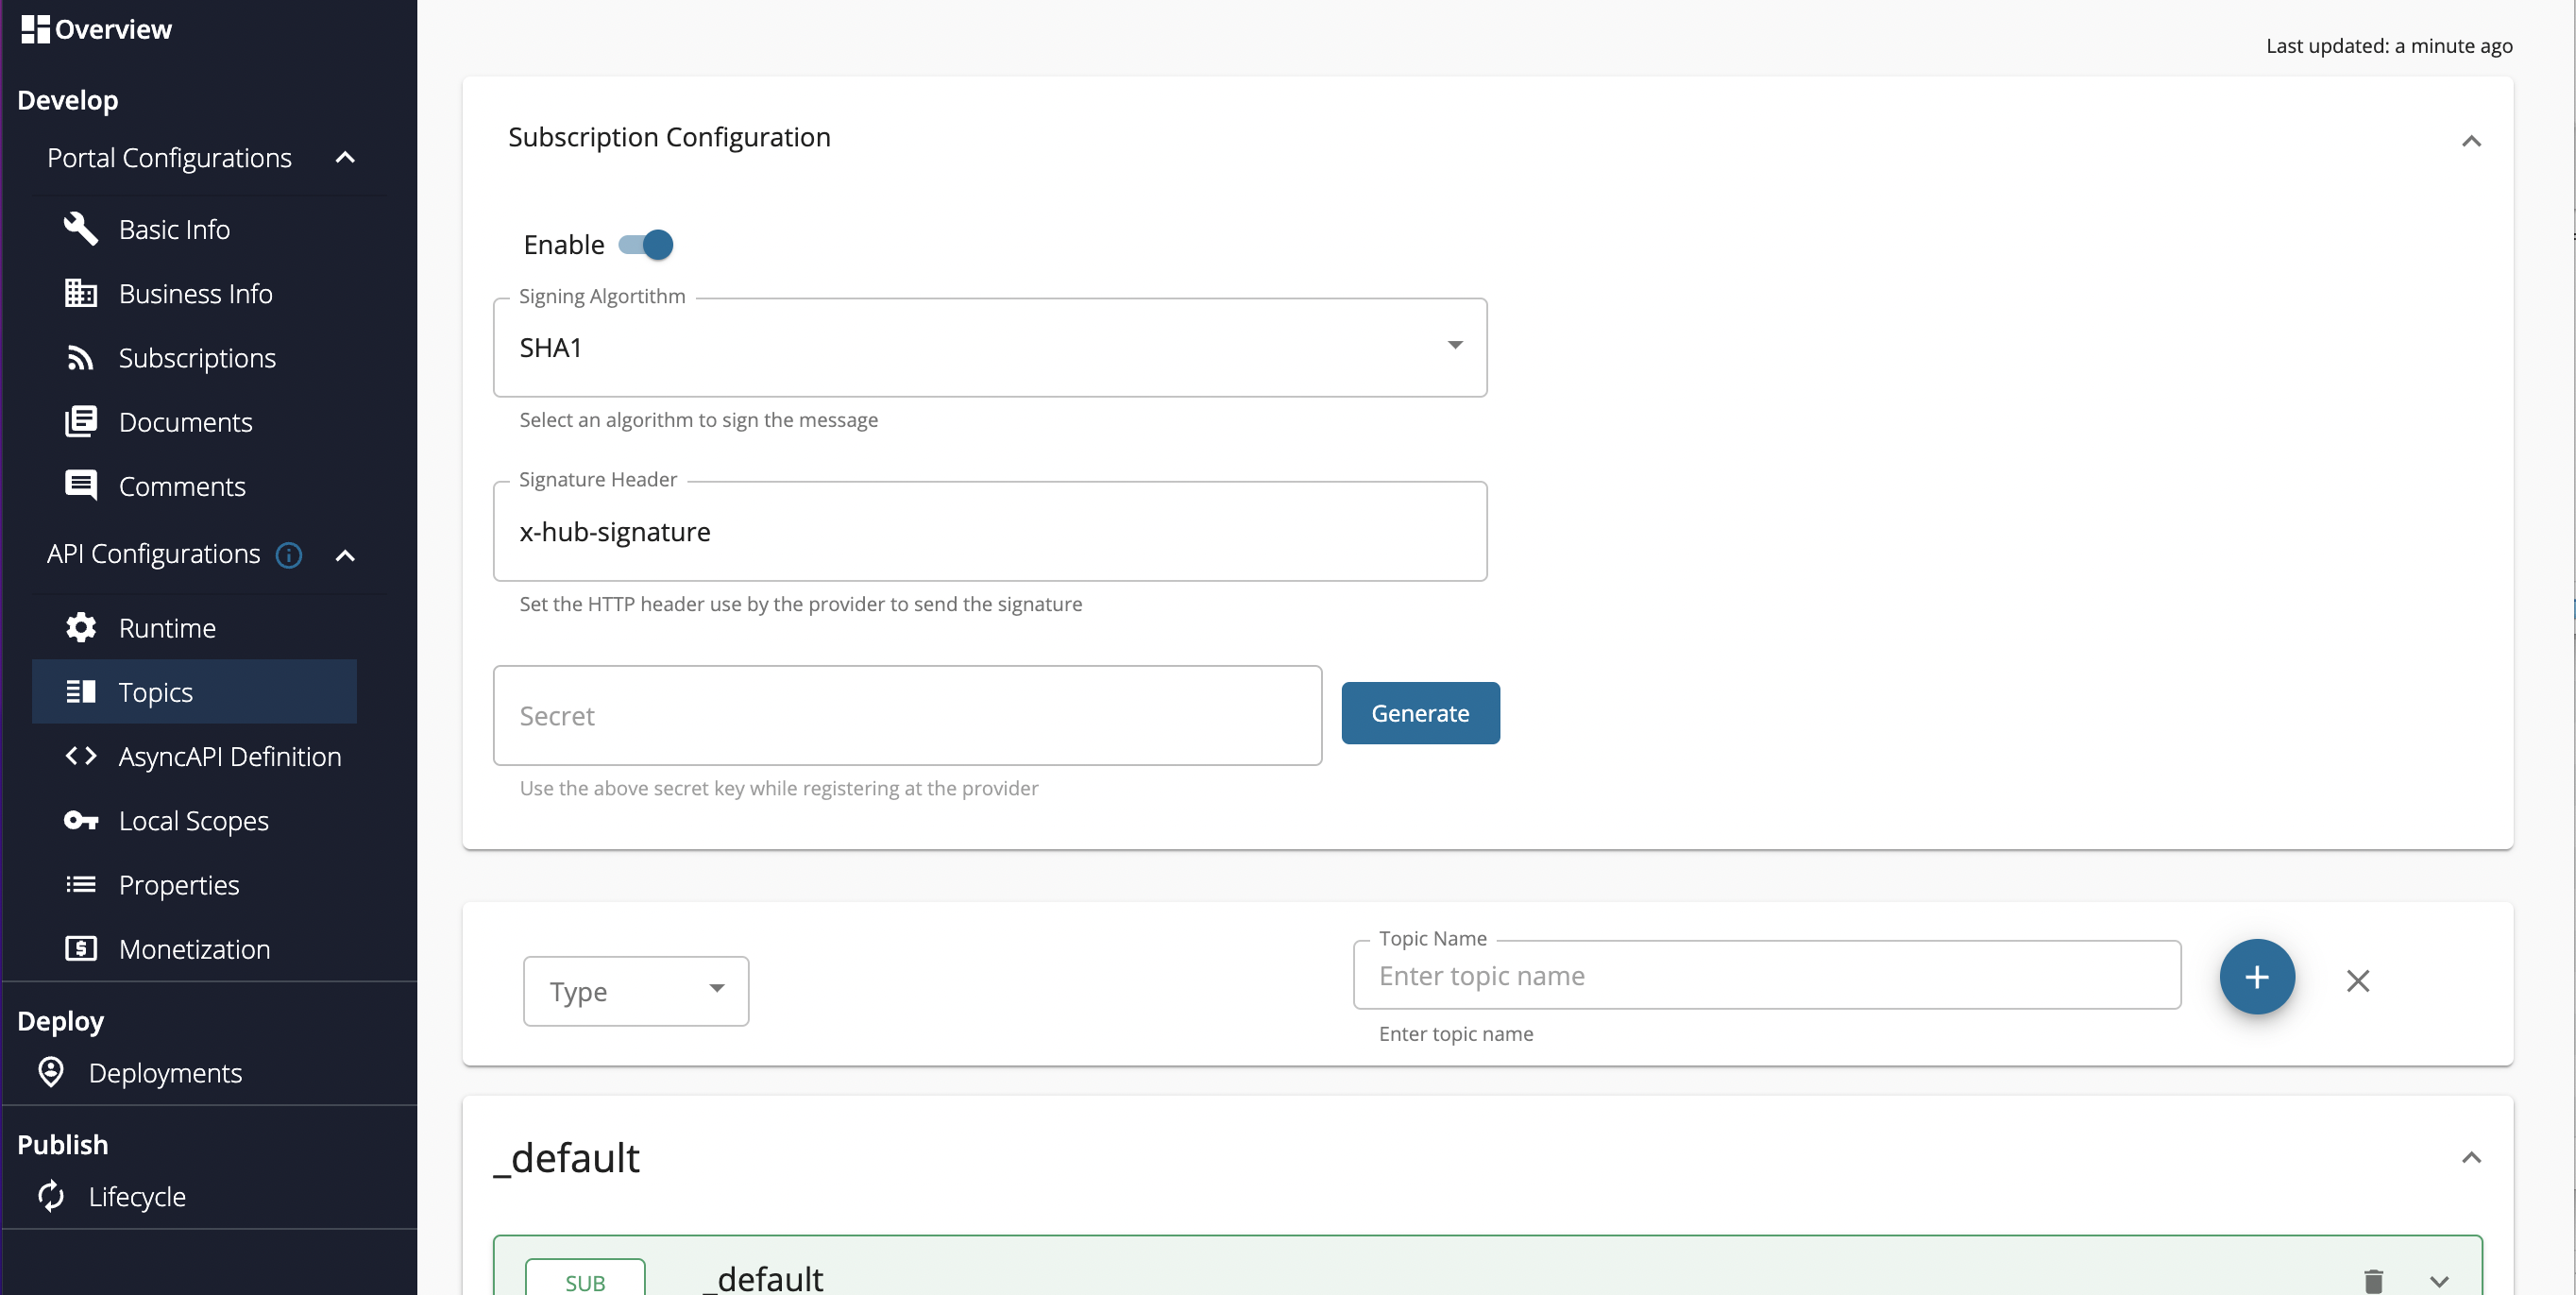 Overview
Develop
Portal Configurations
Basic Info
Business Info
Subscriptions
Documents
Comments
API Configurations
Runtime
Topics
AsyncAPI Definition
Local Scopes
Properties
Monetization
Deploy
Deployments
Publish
Lifecycle
Last updated: a minute ago
Subscription Configuration
Enable
Signing Algortithm
SHA1
Select an algorithm to sign the message
Signature Header
x-hub-signature
Set the HTTP header use by the provider to send the signature
Secret
Generate
Use the above secret key while registering at the provider
Type
Topic Name
Enter topic name
Enter topic name
_default
SUB
_default